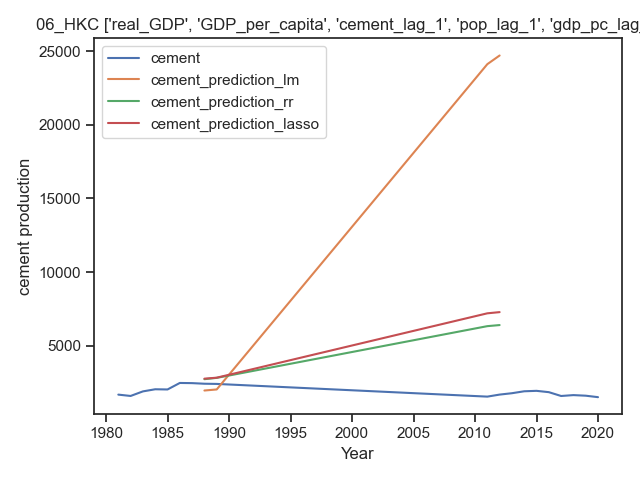 06_HKC ['real_GDP', 'GDP_per_capita', 'cement_lag_1', 'pop_lag_1', 'gdp_pc_lag_
cement
cement_prediction_lm
cement_prediction_rr
cement_prediction_lasso
25000
20000
15000
10000
5000
cement production
1980 1985 1990 1995 2000 2005 2010 2015 2020
Year